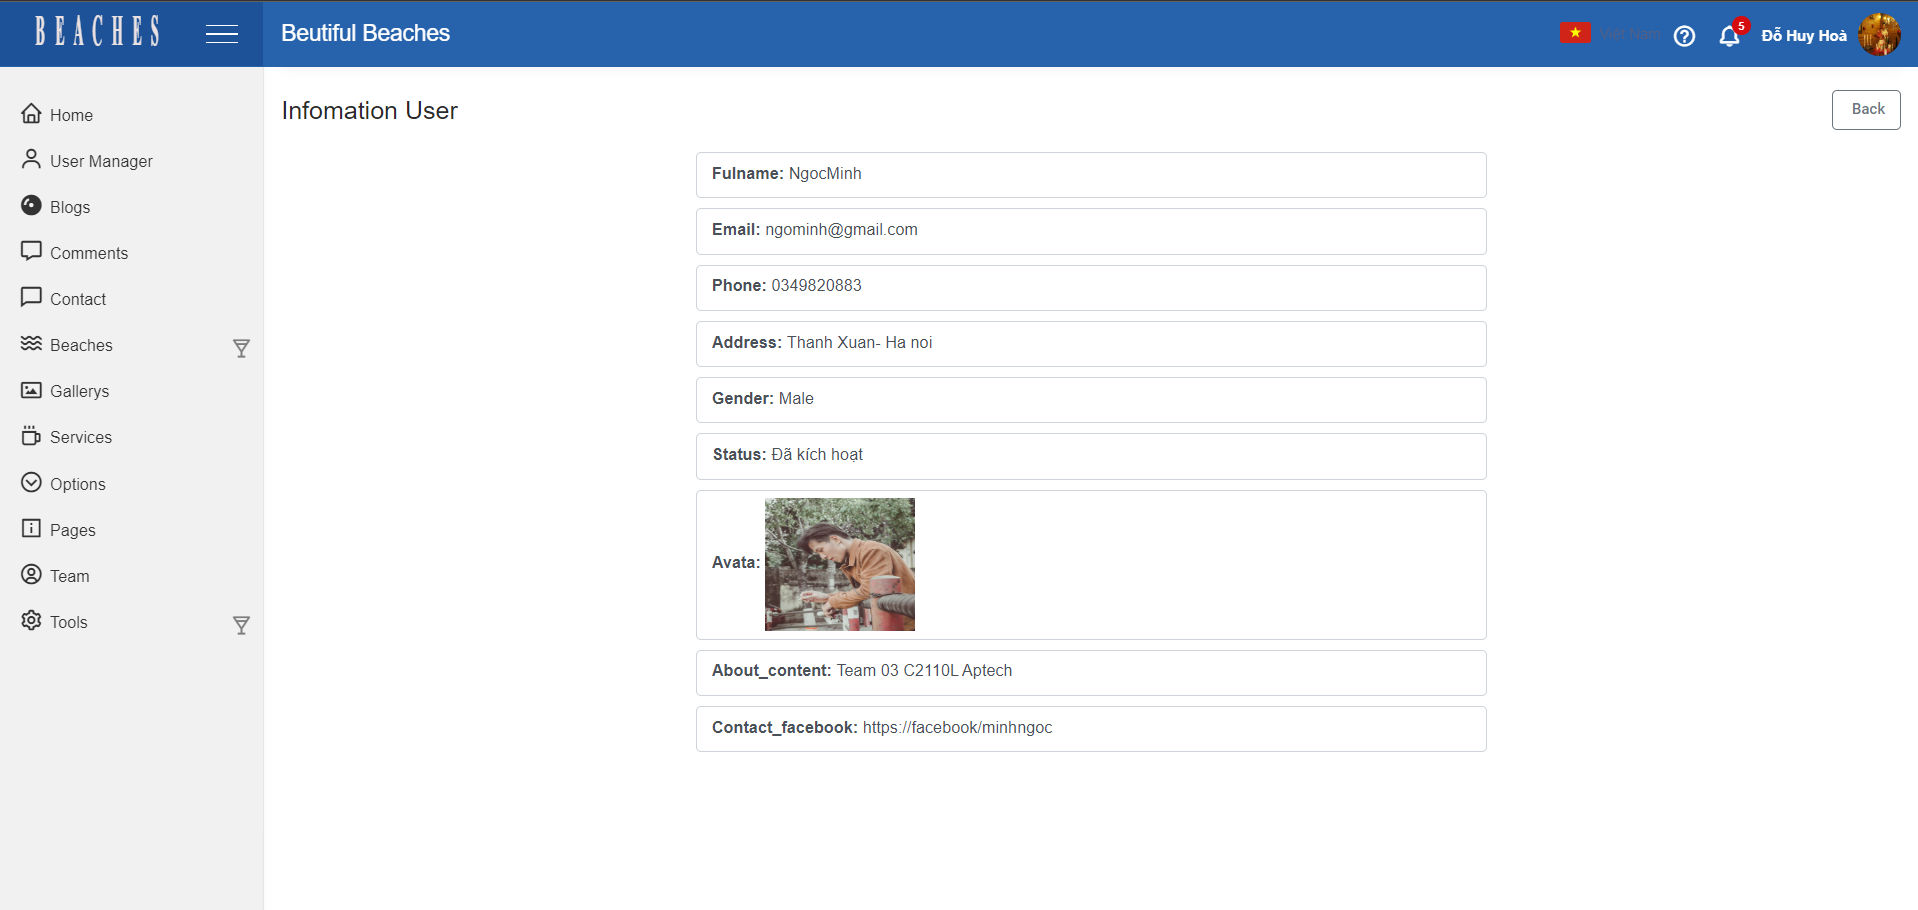 BEACHES
Beutiful Beaches
Việt Nam
5
Đỗ Huy Hoà
Infomation User
Back
Home
User Manager
Blogs
Comments
Contact
Beaches
Gallerys
Services
Options
Pages
Team
Tools
Fulname: NgocMinh
Email: ngominh@gmail.com
Phone: 0349820883
Address: Thanh Xuan- Ha noi
Gender: Male
Status: Đã kích hoạt
Avata:
About_content: Team 03 C2110L Aptech
Contact_facebook: https://facebook/minhngoc